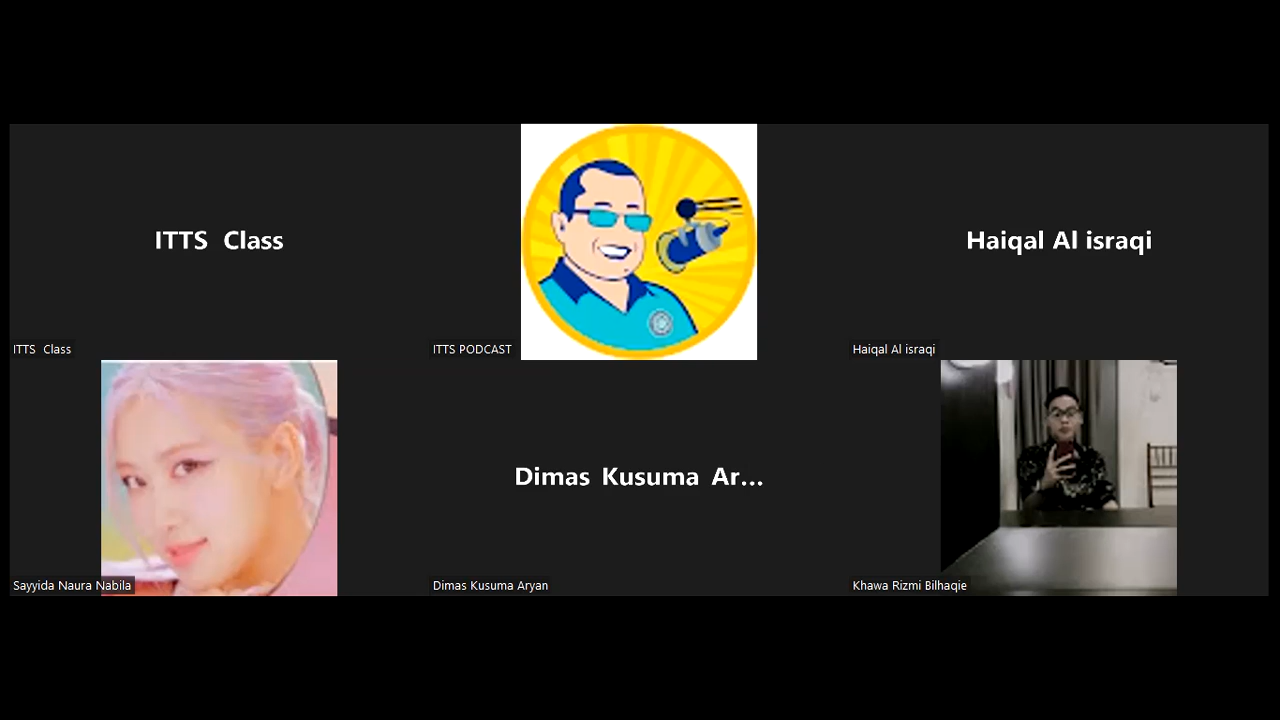 ITTS Class
Haiqal Al israqi
ITTS Class
ITTS PODCAST
Haiqal Al israqi
Dimas Kusuma Ar...
Sayyida Naura Nabila
Dimas Kusuma Aryan
Khawa Rizmi Bilhaqie